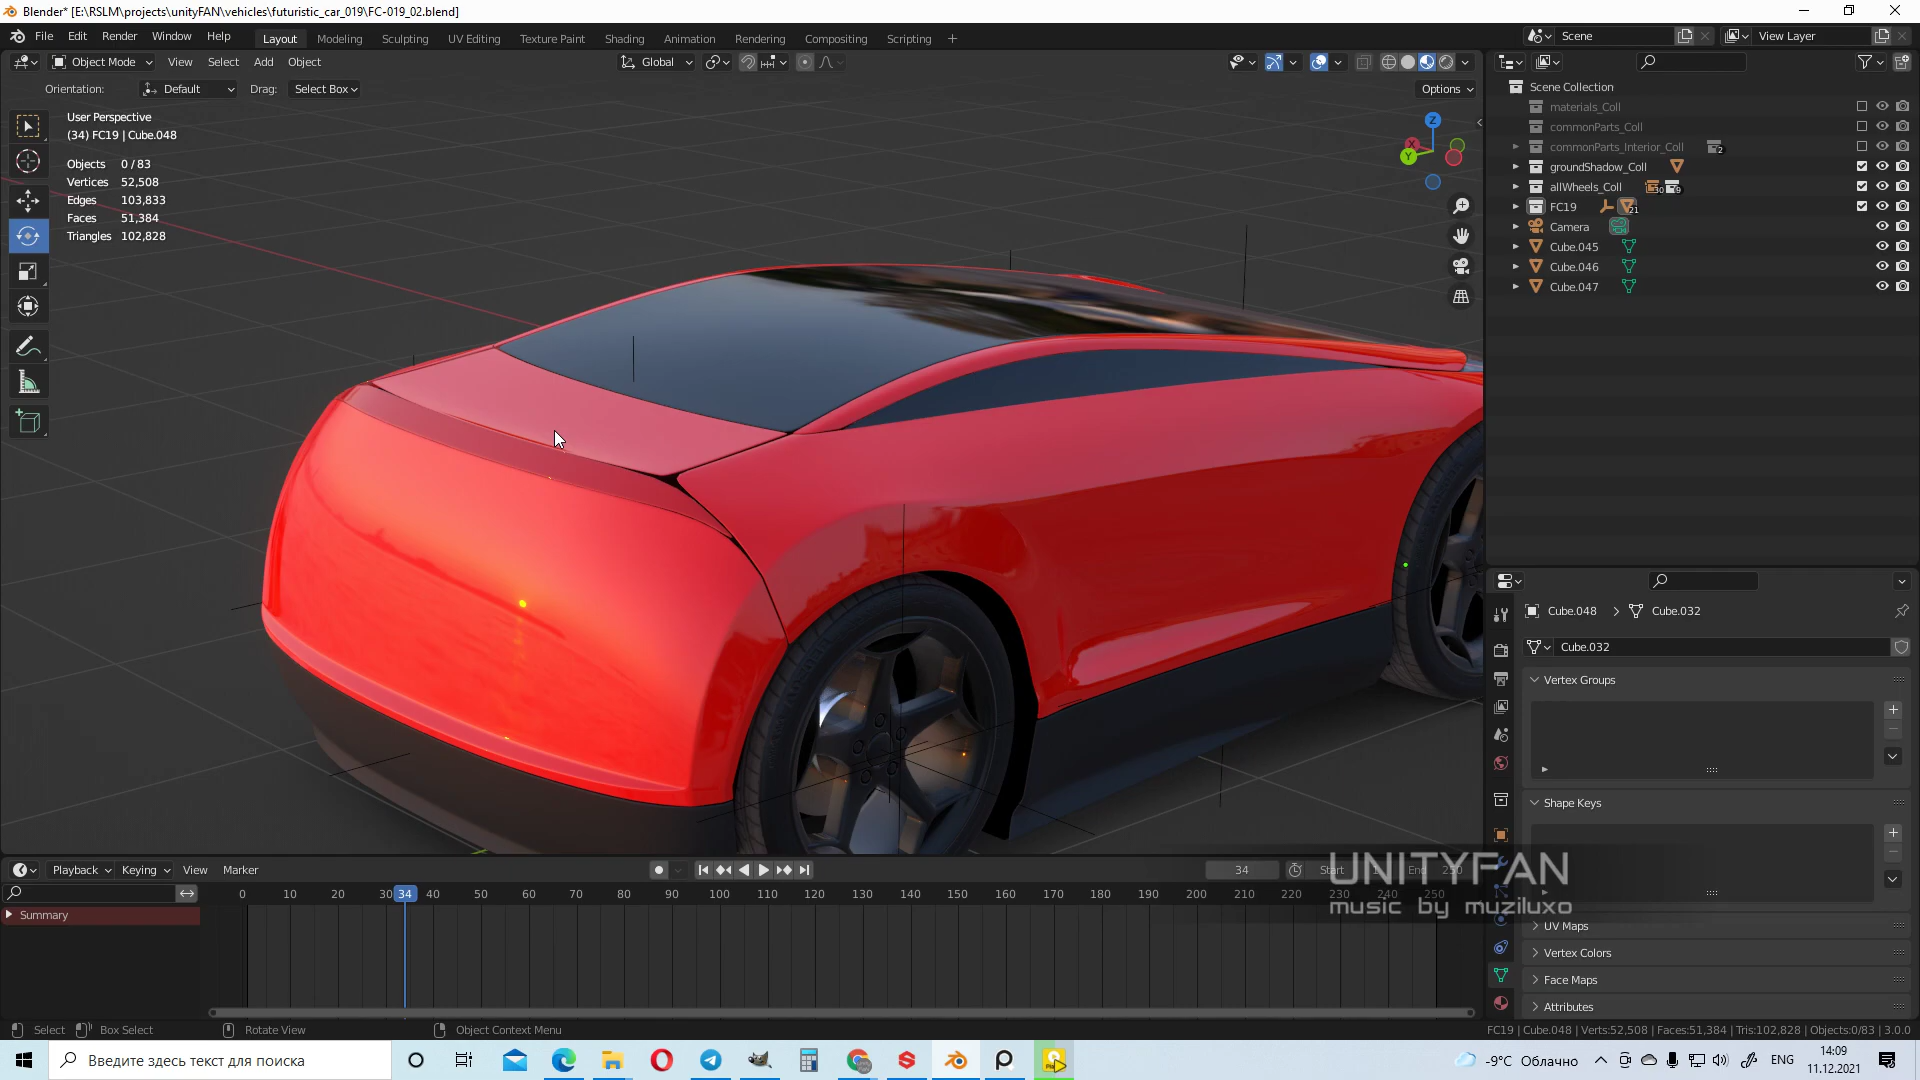 Blender* [E:\RSLM\projects\unityFAN\vehicles\futuristic_car_019\FC-019_02.blend]
File Edit Render Window Help
Layout Modeling Sculpting UV Editing Texture Paint Shading Animation Rendering Compositing Scripting
Scene View Layer
Object Mode View Select Add Object
Global
Orientation: Default Drag: Select Box
Options
User Perspective
(34) FC19 | Cube.048
Objects 0 / 83
Vertices 52,508
Edges 103,833
Faces 51,384
Triangles 102,828
Z
X
Y
Scene Collection
materials_Coll
commonParts_Coll
commonParts_Interior_Coll 2
groundShadow_Coll
allWheels_Coll 30 9
FC19 21
Camera
Cube.045
Cube.046
Cube.047
Cube.048 > Cube.032
Cube.032
Vertex Groups
Shape Keys
UV Maps
Vertex Colors
Face Maps
Attributes
Playback Keying View Marker
34 Start 1 End 250
0 10 20 30 34 40 50 60 70 80 90 100 110 120 130 140 150 160 170 180 190 200 210 220 230 240 250
Summary
UNITYFAN
music by muziluxo
Select Box Select Rotate View Object Context Menu
FC19 | Cube.048 | Verts:52,508 | Faces:51,384 | Tris:102,828 | Objects:0/83 | 3.0.0
Введите здесь текст для поиска
-9°C Облачно ENG
14:09
11.12.2021